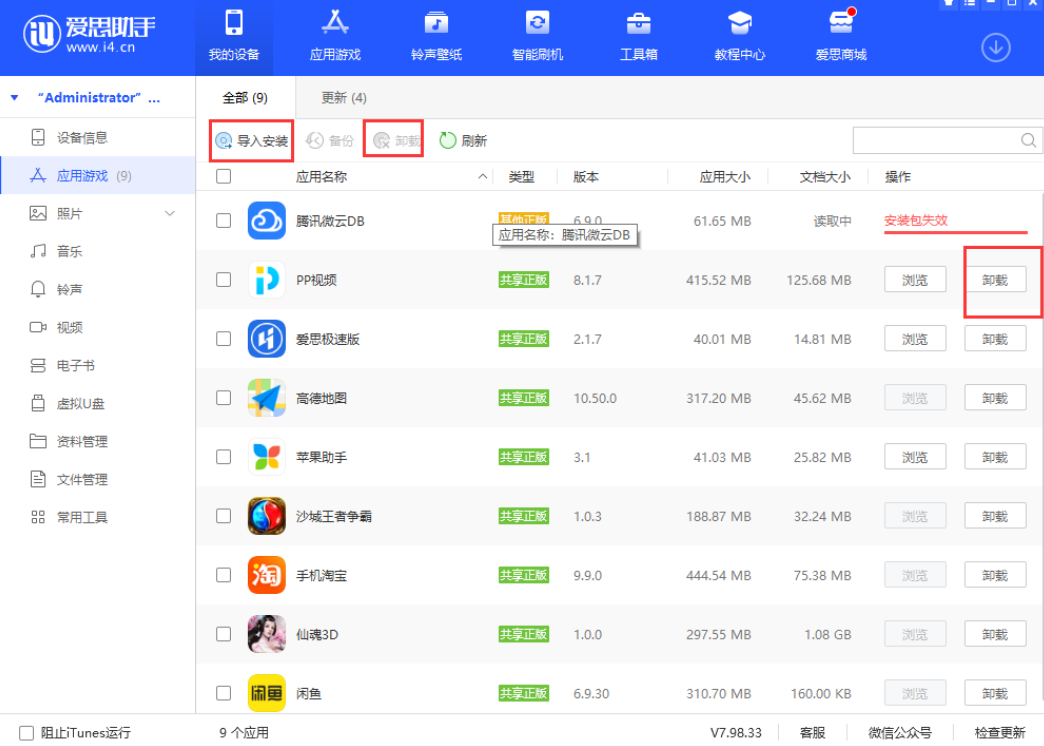 爱思助手
www.i4.cn
我的设备 应用游戏 铃声壁纸 智能刷机 工具箱 教程中心 爱思商城
“Administrator” ...
设备信息
应用游戏 (9)
照片
音乐
铃声
视频
电子书
虚拟U盘
资料管理
文件管理
常用工具
全部 (9) 更新 (4)
导入安装 备份 卸载 刷新
应用名称 类型 版本 应用大小 文档大小 操作
腾讯微云DB 其他正版 6.9.0 61.65 MB 读取中 安装包失效
应用名称: 腾讯微云DB
PP视频 共享正版 8.1.7 415.52 MB 125.68 MB 浏览 卸载
爱思极速版 共享正版 2.1.7 40.01 MB 14.81 MB 浏览 卸载
高德地图 共享正版 10.50.0 317.20 MB 45.62 MB 浏览 卸载
苹果助手 共享正版 3.1 41.03 MB 25.82 MB 浏览 卸载
沙城王者争霸 共享正版 1.0.3 188.87 MB 32.24 MB 浏览 卸载
淘 手机淘宝 共享正版 9.9.0 444.54 MB 75.38 MB 浏览 卸载
仙魂3D 共享正版 1.0.0 297.55 MB 1.08 GB 浏览 卸载
闲鱼 闲鱼 共享正版 6.9.30 310.70 MB 160.00 KB 浏览 卸载
阻止iTunes运行 9 个应用 V7.98.33 客服 微信公众号 检查更新